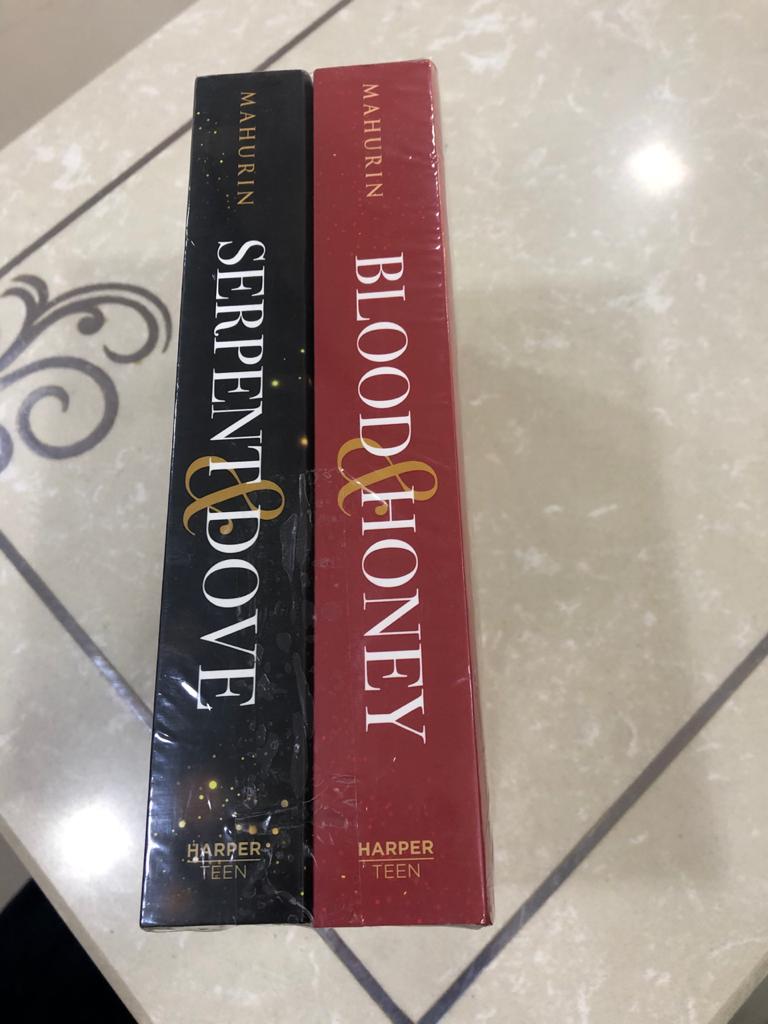 MAHURIN
SERPENT & DOVE
HARPER
TEEN
MAHURIN
BLOOD & HONEY
HARPER
TEEN